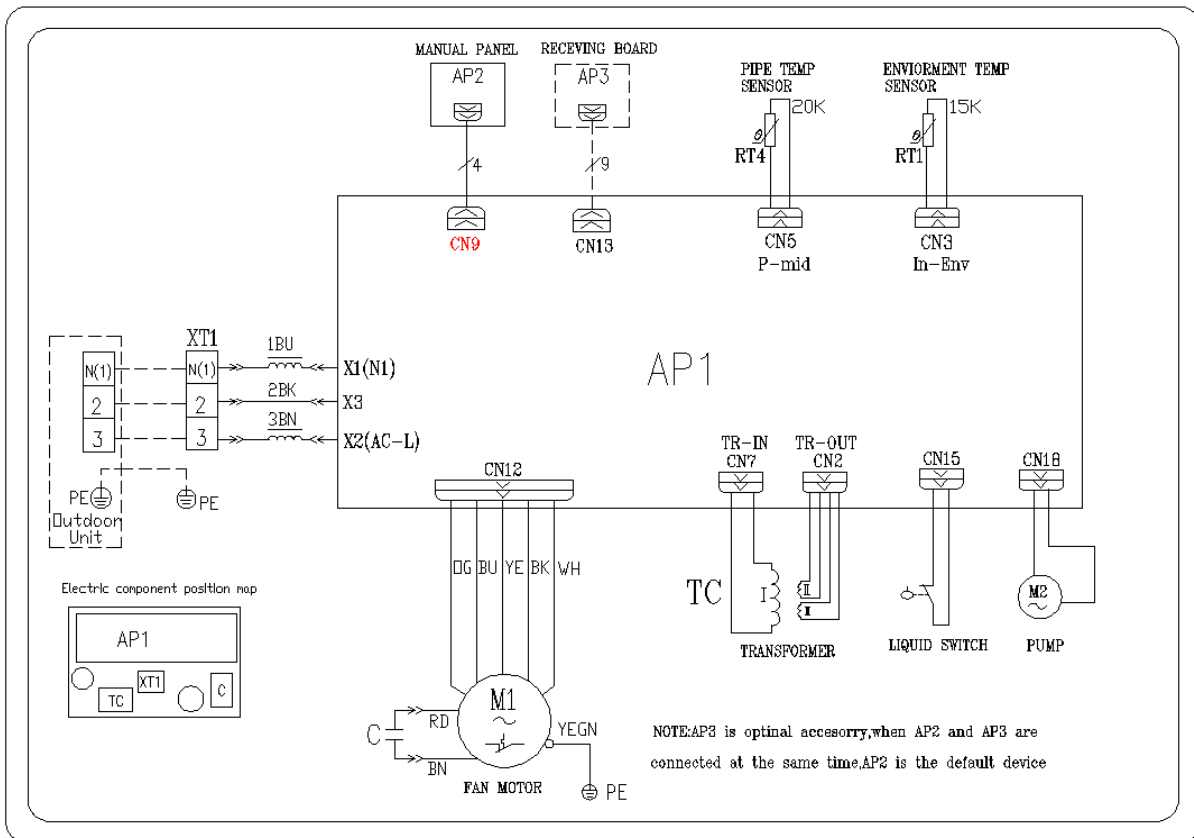 MANUAL PANEL
AP2
4
CN9
RECEVING BOARD
AP3
9
CN13
PIPE TEMP
SENSOR
20K
RT4
CN5
P-mid
ENVIORMENT TEMP
SENSOR
15K
RT1
CN3
In-Env
AP1
XT1
N(1)
2
3
N(1)
2
3
1BU
2BK
3BN
X1(N1)
X3
X2(AC-L)
PE
PE
Outdoor
Unit
CN12
OG BU YE BK WH
TR-IN
CN7
TR-OUT
CN2
CN15
CN18
TC
I
II
II
TRANSFORMER
LIQUID SWITCH
M2
PUMP
Electric component position map
AP1
TC
XT1
C
M1
C
RD
BN
YEGN
PE
FAN MOTOR
NOTE:AP3 is optinal accesorry,when AP2 and AP3 are
connected at the same time,AP2 is the default device